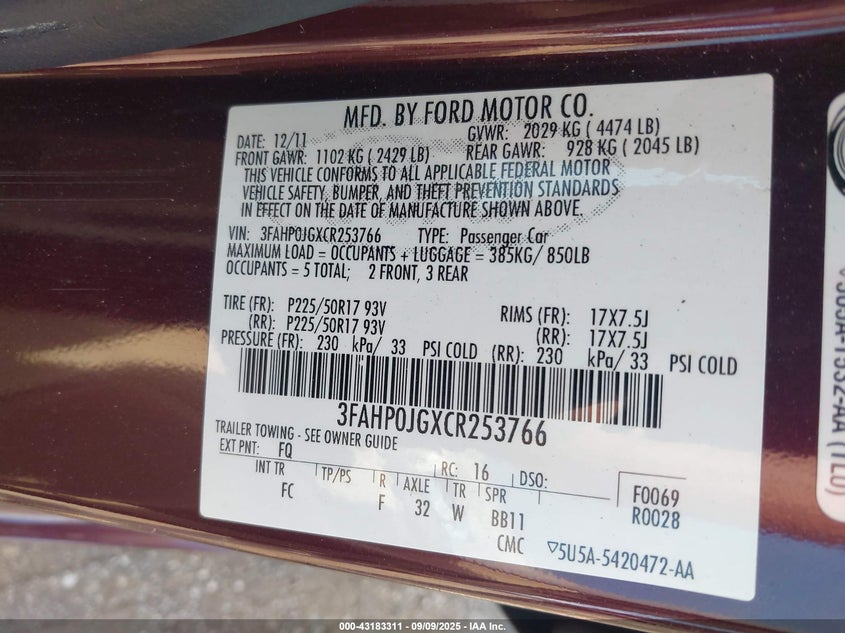 MFD. BY FORD MOTOR CO.
DATE: 12/11 GVWR: 2029 KG ( 4474 LB)
FRONT GAWR: 1102 KG ( 2429 LB) REAR GAWR: 928 KG ( 2045 LB)
THIS VEHICLE CONFORMS TO ALL APPLICABLE FEDERAL MOTOR
VEHICLE SAFETY, BUMPER, AND THEFT PREVENTION STANDARDS
IN EFFECT ON THE DATE OF MANUFACTURE SHOWN ABOVE.
VIN: 3FAHP0JGXCR253766 TYPE: Passenger Car
MAXIMUM LOAD = OCCUPANTS + LUGGAGE = 385KG/ 850LB
OCCUPANTS = 5 TOTAL; 2 FRONT, 3 REAR
TIRE (FR): P225/50R17 93V RIMS (FR): 17X7.5J
(RR): P225/50R17 93V (RR): 17X7.5J
PRESSURE (FR): 230 kPa/ 33 PSI COLD (RR): 230 kPa/ 33 PSI COLD
3FAHP0JGXCR253766
TRAILER TOWING - SEE OWNER GUIDE
EXT PNT: FQ RC: 16 DSO:
INT TR TP/PS R AXLE TR SPR F0069
FC F 32 W BB11 R0028
CMC ▽5U5A-5420472-AA
000-43183311 - 09/09/2025 - IAA Inc.